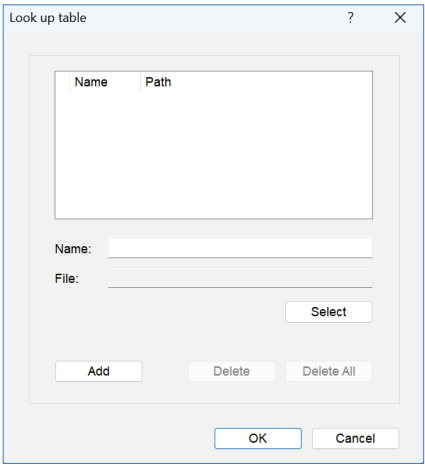 Look up table ?
Name Path
Name:
File:
Select
Add Delete Delete All
OK Cancel